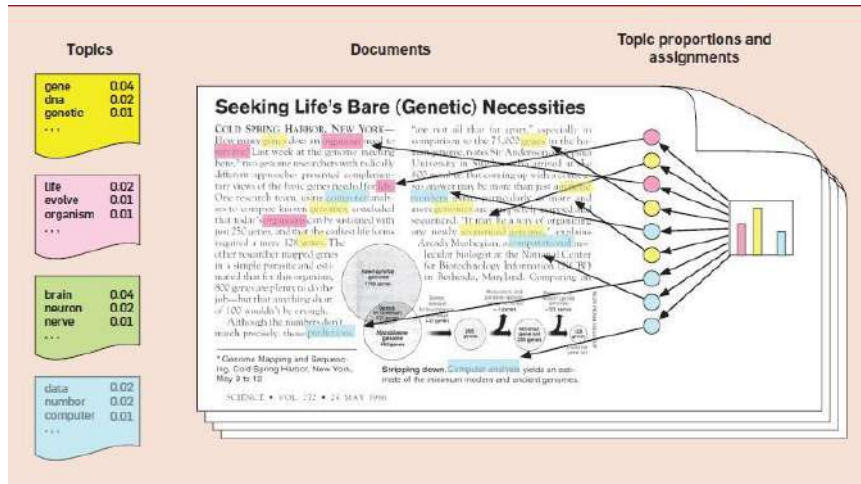 Topics
Documents
Topic proportions and
assignments
gene 0.04
dna 0.02
genetic 0.01
...
life 0.02
evolve 0.01
organism 0.01
...
brain 0.04
neuron 0.02
nerve 0.01
...
data 0.02
number 0.02
computer 0.01
...
Seeking Life's Bare (Genetic) Necessities
COLD SPRING HARBOR, NEW YORK—
How many genes does an organism need to
survive? Last week at the genome meeting
here,* two genome researchers with radically
different approaches presented complemen-
tary views of the basic genes needed for life.
One research team, using computer analy-
ses to compare known genomes, concluded
that today's organisms can be sustained with
just 250 genes, and that the earliest life forms
required a mere 128 genes. The
other researcher mapped genes
in a simple parasite and esti-
mated that for this organism,
800 genes are plenty to do the
job—but that anything short
of 100 wouldn't be enough.
Although the numbers don't
match precisely, those predictions
* Genome Mapping and Sequenc-
ing, Cold Spring Harbor, New York,
May 8 to 12
"are not all that far apart," especially in
comparison to the 75,000 genes in the hu-
man genome, notes Siv Andersson
University in arrived at the
800 number. But coming up with a
answer may be more than just a
numbers particularly as more and
more genomes are mapped and
sequenced. "It may be a way of organizing
any newly sequenced genome," explains
Arcady Mushegian, a computational mo-
lecular biologist at the National Center
for Biotechnology Information (NCBI)
in Bethesda, Maryland. Comparing an
genome
genes
genome
Stripping down. Computer analysis yields an esti-
mate of the minimum modern and ancient genomes.
SCIENCE • VOL. 272 • 24 MAY 1996